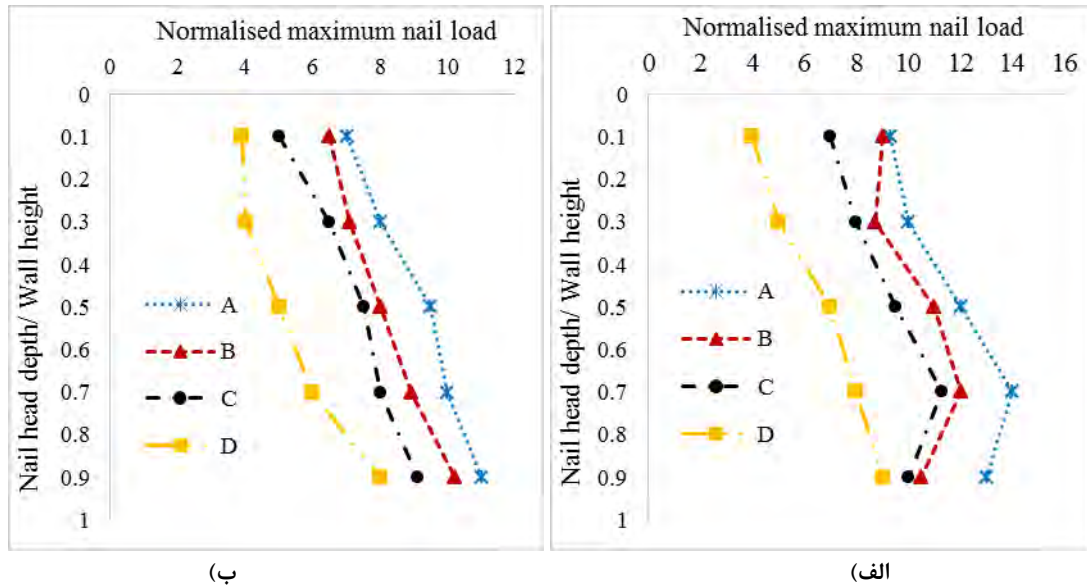 Normalised maximum nail load
0 2 4 6 8 10 12
0
0.1
0.2
0.3
0.4
0.5
0.6
0.7
0.8
0.9
1
Nail head depth/ Wall height
A
B
C
D
ب)
Normalised maximum nail load
0 2 4 6 8 10 12 14 16
0
0.1
0.2
0.3
0.4
0.5
0.6
0.7
0.8
0.9
1
Nail head depth/ Wall height
A
B
C
D
الف)